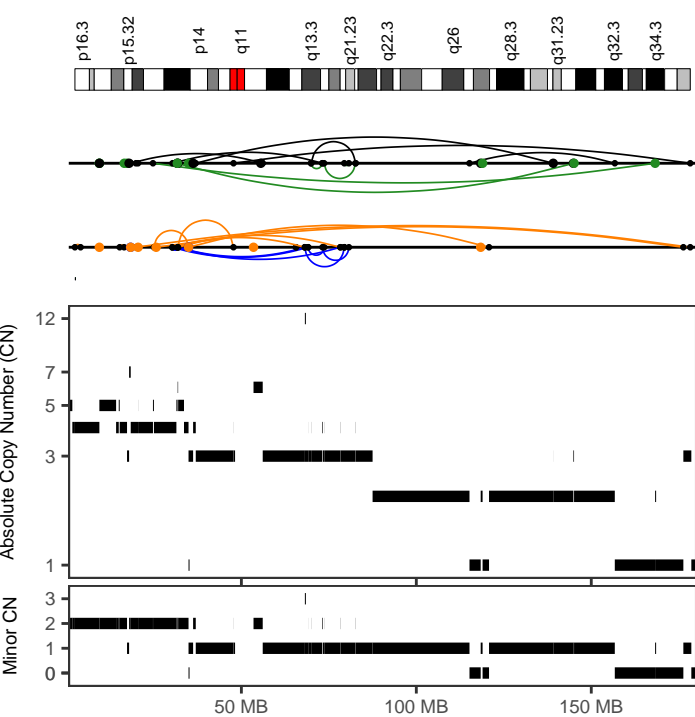 p16.3 p15.32 p14 q11 q13.3 q21.23 q22.3 q26 q28.3 q31.23 q32.3 q34.3
Absolute Copy Number (CN)
12
7
5
3
1
Minor CN
3
2
1
0
50 MB 100 MB 150 MB